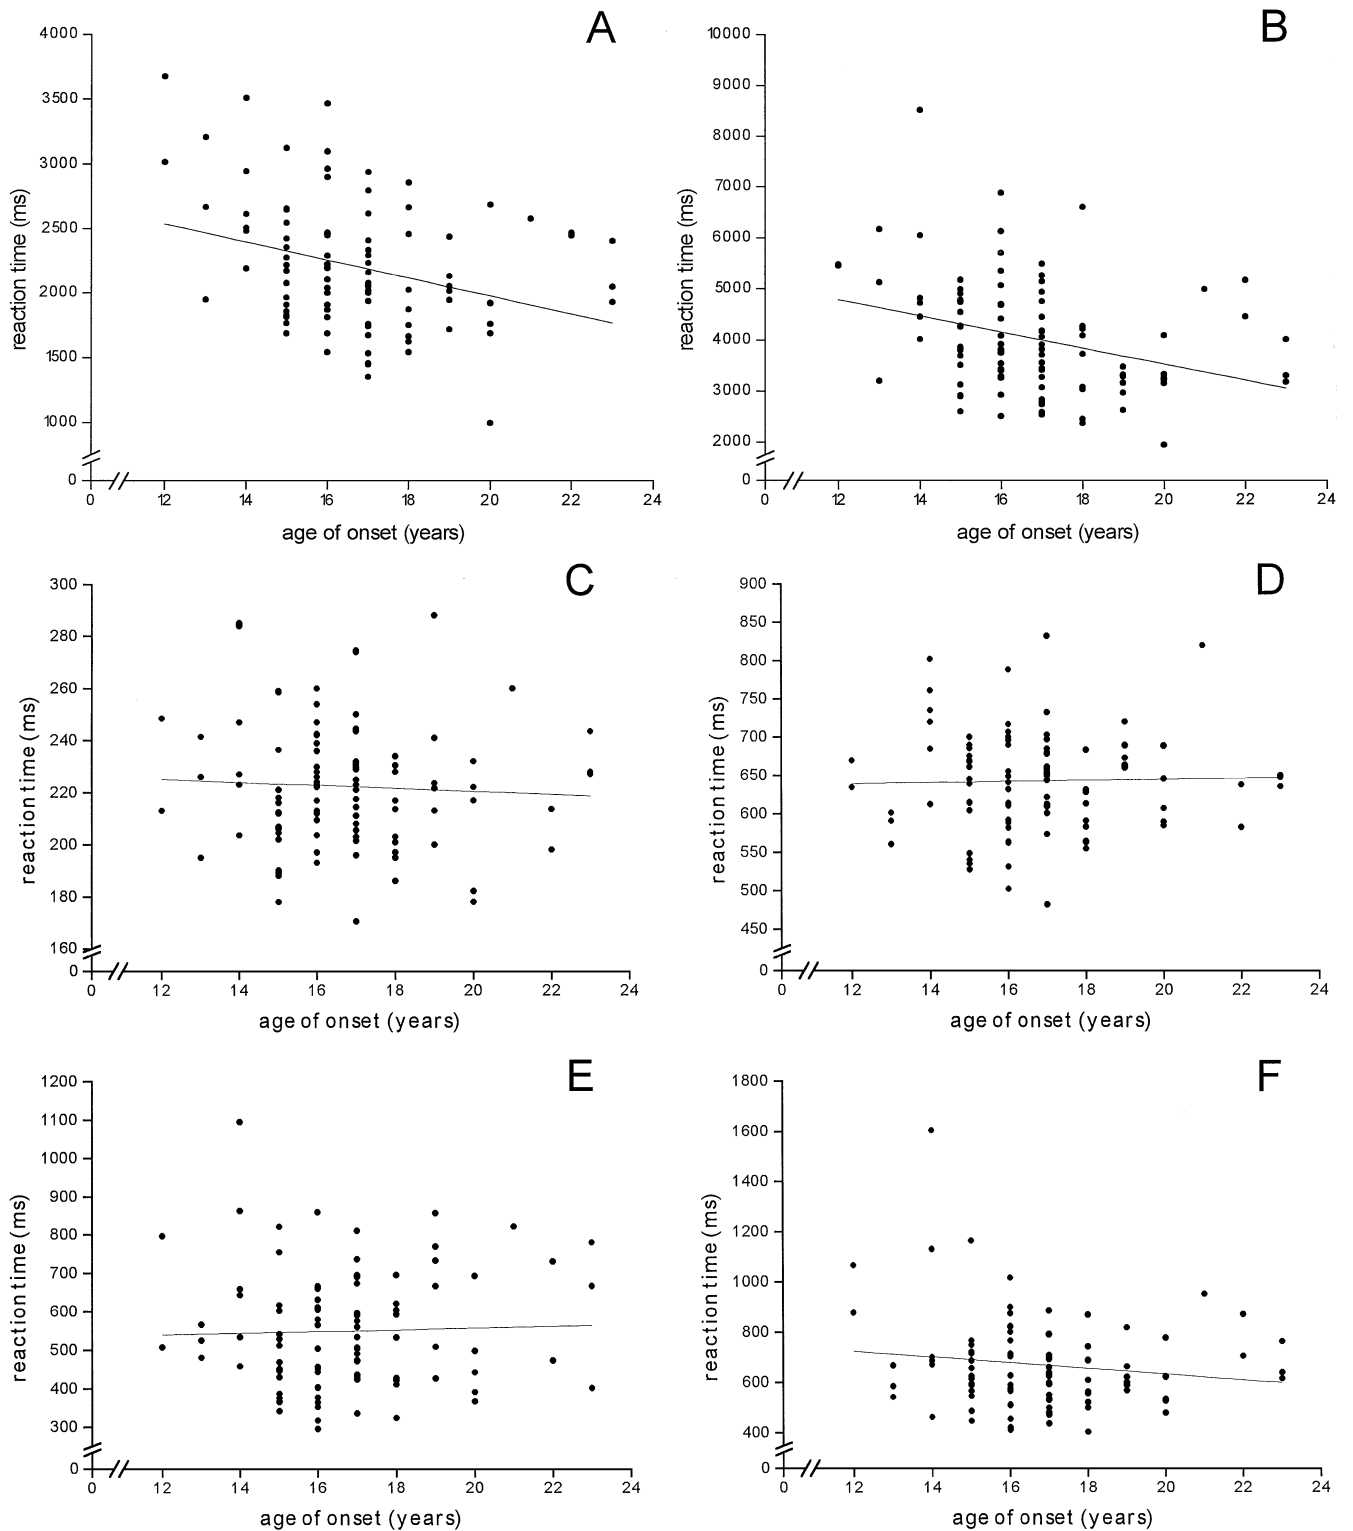 A
4000
3500
3000
2500
2000
1500
1000
0
reaction time (ms)
0 12 14 16 18 20 22 24
age of onset (years)
B
10000
9000
8000
7000
6000
5000
4000
3000
2000
0
reaction time (ms)
0 12 14 16 18 20 22 24
age of onset (years)
C
300
280
260
240
220
200
180
160
0
reaction time (ms)
0 12 14 16 18 20 22 24
age of onset (years)
D
900
850
800
750
700
650
600
550
500
450
0
reaction time (ms)
0 12 14 16 18 20 22 24
age of onset (years)
E
1200
1100
1000
900
800
700
600
500
400
300
0
reaction time (ms)
0 12 14 16 18 20 22 24
age of onset (years)
F
1800
1600
1400
1200
1000
800
600
400
0
reaction time (ms)
0 12 14 16 18 20 22 24
age of onset (years)